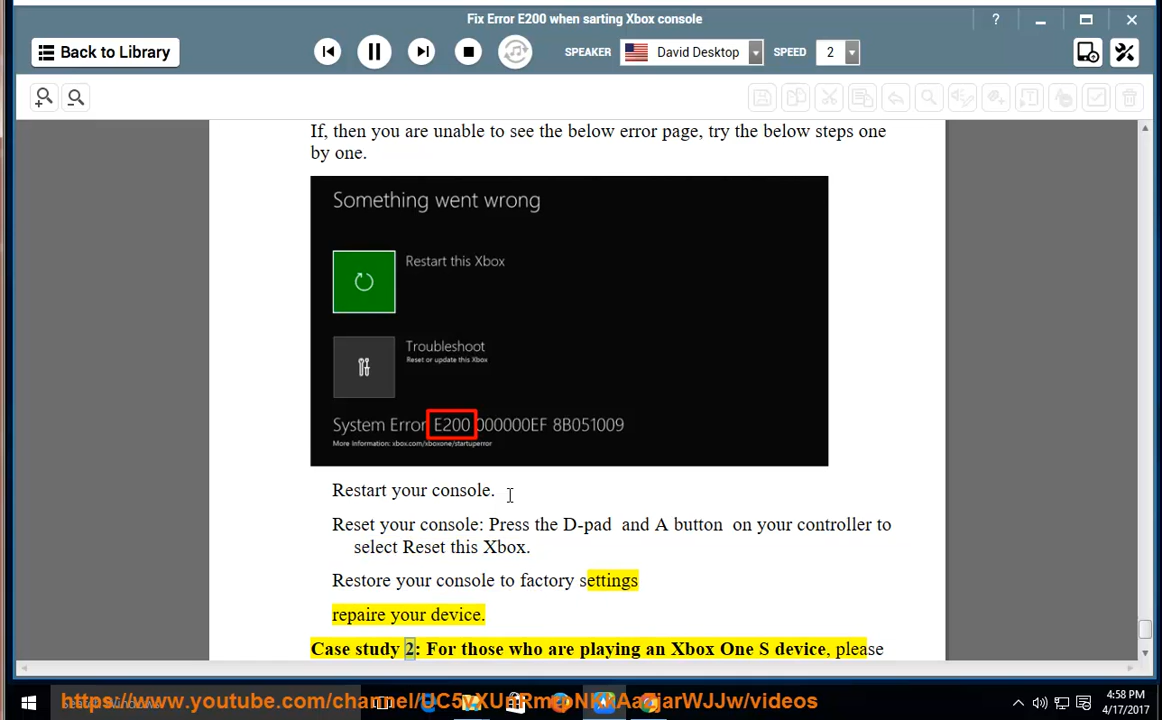 Fix Error E200 when sarting Xbox console
Back to Library
SPEAKER David Desktop SPEED 2
If, then you are unable to see the below error page, try the below steps one
by one.
Something went wrong
Restart this Xbox
Troubleshoot
Reset or update this Xbox
System Error E200 000000EF 8B051009
More Information: xbox.com/xboxone/startuperror
Restart your console.
Reset your console: Press the D-pad and A button on your controller to
select Reset this Xbox.
Restore your console to factory settings
repaire your device.
Case study 2: For those who are playing an Xbox One S device, please
4:58 PM
4/17/2017